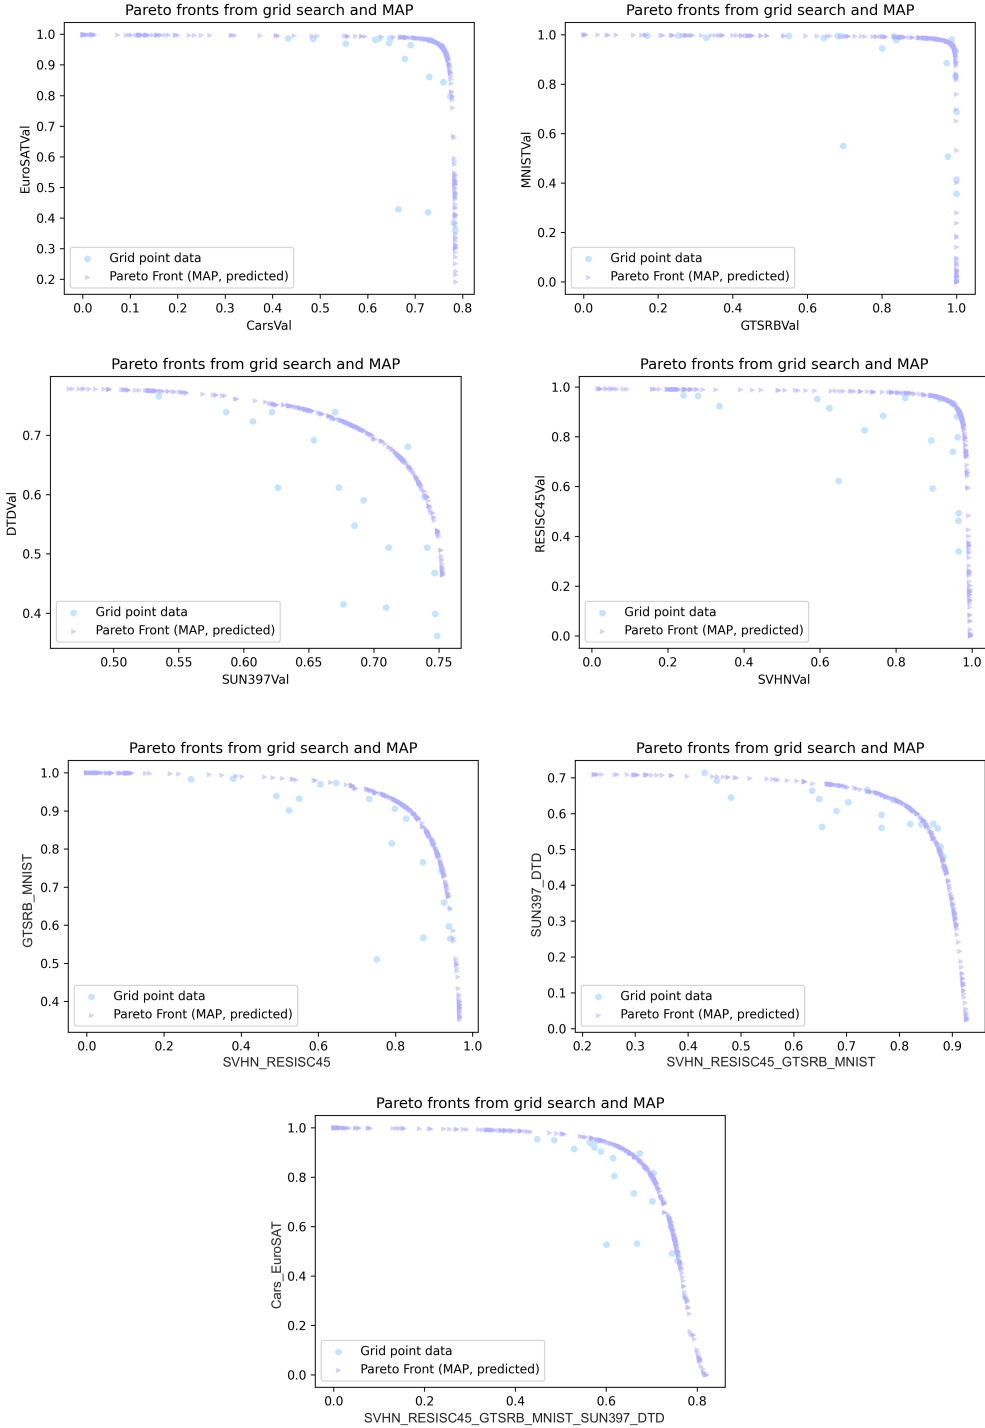 Pareto fronts from grid search and MAP
1.0
0.9
0.8
0.7
0.6
0.5
0.4
0.3
0.2
EuroSATVal
Grid point data
Pareto Front (MAP, predicted)
0.0 0.1 0.2 0.3 0.4 0.5 0.6 0.7 0.8
CarsVal
Pareto fronts from grid search and MAP
1.0
0.8
0.6
0.4
0.2
0.0
MNISTVal
Grid point data
Pareto Front (MAP, predicted)
0.0 0.2 0.4 0.6 0.8 1.0
GTSRBVal
Pareto fronts from grid search and MAP
0.7
0.6
0.5
0.4
DTDVal
Grid point data
Pareto Front (MAP, predicted)
0.50 0.55 0.60 0.65 0.70 0.75
SUN397Val
Pareto fronts from grid search and MAP
1.0
0.8
0.6
0.4
0.2
0.0
RESISC45Val
Grid point data
Pareto Front (MAP, predicted)
0.0 0.2 0.4 0.6 0.8 1.0
SVHNVal
Pareto fronts from grid search and MAP
1.0
0.9
0.8
0.7
0.6
0.5
0.4
GTSRB_MNIST
Grid point data
Pareto Front (MAP, predicted)
0.0 0.2 0.4 0.6 0.8 1.0
SVHN_RESISC45
Pareto fronts from grid search and MAP
0.7
0.6
0.5
0.4
0.3
0.2
0.1
0.0
SUN397_DTD
Grid point data
Pareto Front (MAP, predicted)
0.2 0.3 0.4 0.5 0.6 0.7 0.8 0.9
SVHN_RESISC45_GTSRB_MNIST
Pareto fronts from grid search and MAP
1.0
0.8
0.6
0.4
0.2
0.0
Cars_EuroSAT
Grid point data
Pareto Front (MAP, predicted)
0.0 0.2 0.4 0.6 0.8
SVHN_RESISC45_GTSRB_MNIST_SUN397_DTD